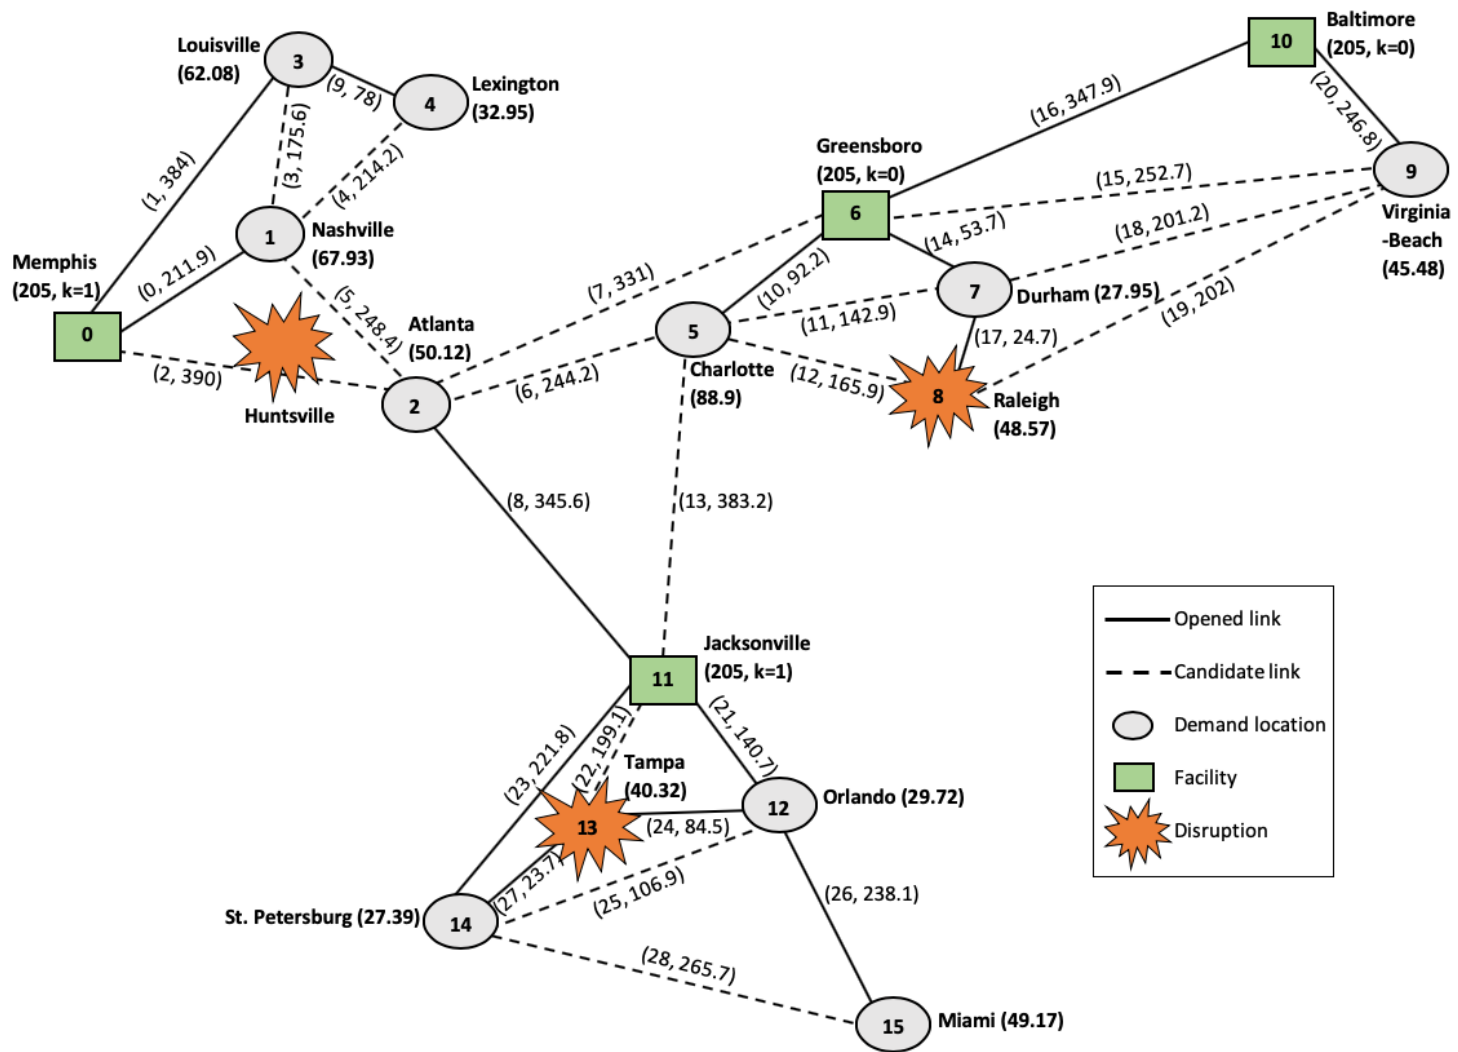 Baltimore
(205, k=0)
10
Louisville
(62.08)
3
(9, 78)
Lexington
(32.95)
4
(16, 347.9)
(20, 246.8)
(3, 175.6)
(4, 214.2)
(1, 384)
Greensboro
(205, k=0)
6
(15, 252.7)
9
Virginia
-Beach
(45.48)
(18, 201.2)
(14, 53.7)
1
Nashville
(67.93)
Memphis
(205, k=1)
0
(0, 211.9)
(5, 248.4)
(7, 331)
(10, 92.2)
7
Durham (27.95)
(19, 202)
(11, 142.9)
(17, 24.7)
Atlanta
(50.12)
2
5
Charlotte
(88.9)
(12, 165.9)
8
Raleigh
(48.57)
(2, 390)
Huntsville
(6, 244.2)
(8, 345.6)
(13, 383.2)
Jacksonville
(205, k=1)
11
(23, 221.8)
(22, 199.1)
(21, 140.7)
Tampa
(40.32)
13
12
Orlando (29.72)
(24, 84.5)
(27, 23.7)
(25, 106.9)
(26, 238.1)
St. Petersburg (27.39)
14
(28, 265.7)
15
Miami (49.17)
Opened link
Candidate link
Demand location
Facility
Disruption